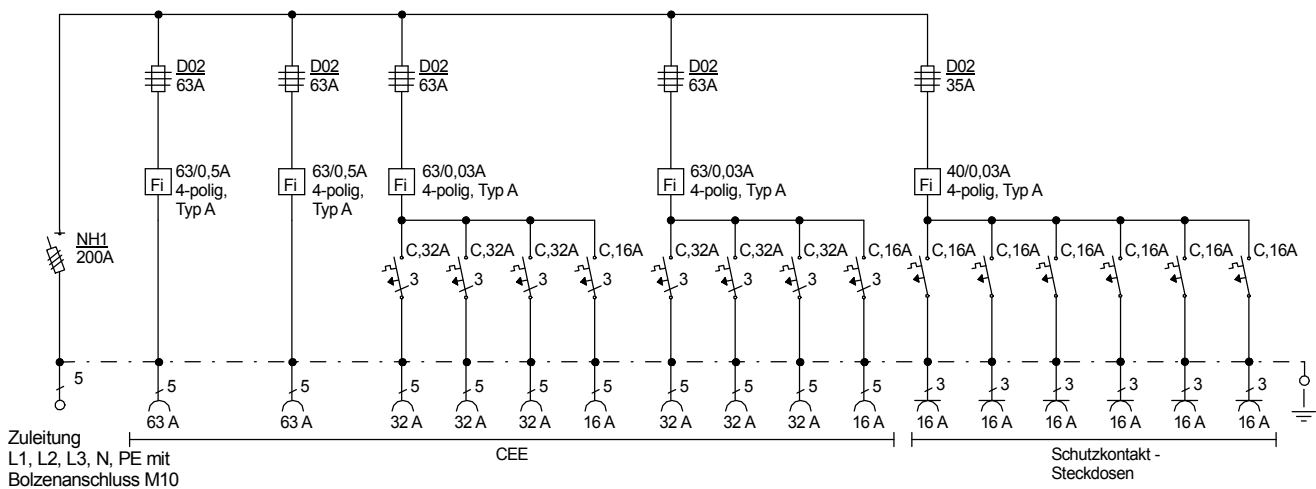 D02
63A
D02
63A
D02
63A
D02
63A
D02
35A
Fi
63/0,5A
4-polig,
Typ A
Fi
63/0,5A
4-polig,
Typ A
Fi
63/0,03A
4-polig, Typ A
Fi
63/0,03A
4-polig, Typ A
Fi
40/0,03A
4-polig, Typ A
NH1
200A
C,32A C,32A C,32A C,16A C,32A C,32A C,32A C,16A C,16A C,16A C,16A C,16A C,16A C,16A
3 3 3 3 3 3 3 3
5 5 5 5 5 5 5 5 5 5 5 3 3 3 3 3 3
63 A 63 A 32 A 32 A 32 A 16 A 32 A 32 A 32 A 16 A 16 A 16 A 16 A 16 A 16 A 16 A
Zuleitung
L1, L2, L3, N, PE mit
Bolzenanschluss M10
CEE
Schutzkontakt -
Steckdosen